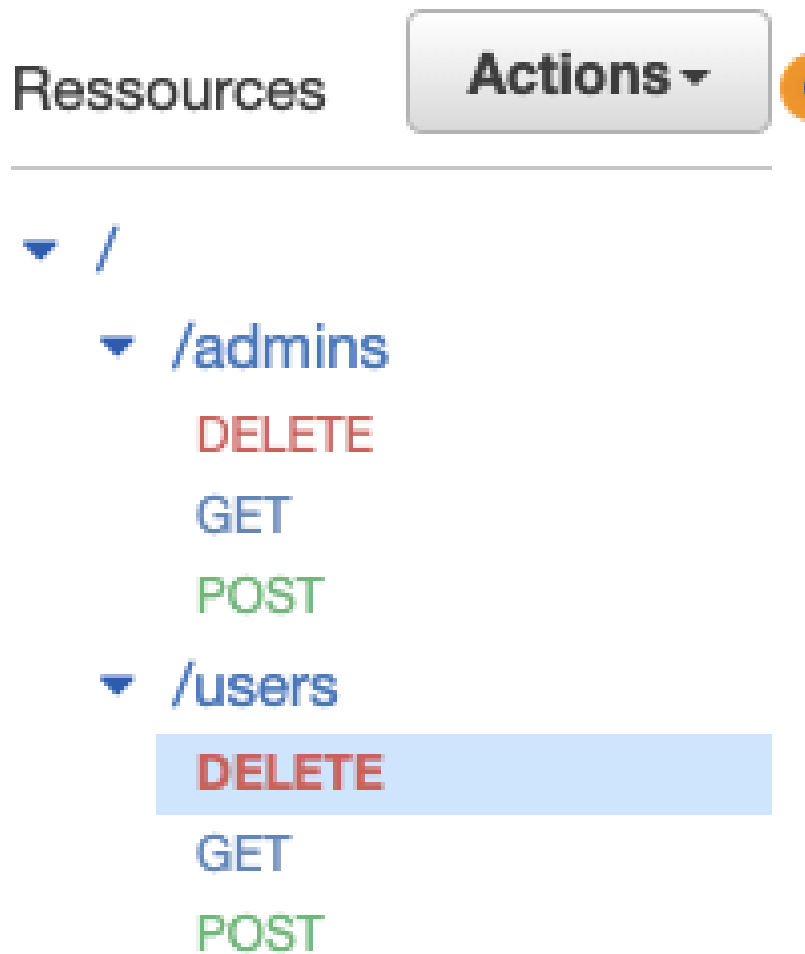 Ressources
Actions
/
/admins
DELETE
GET
POST
/users
DELETE
GET
POST